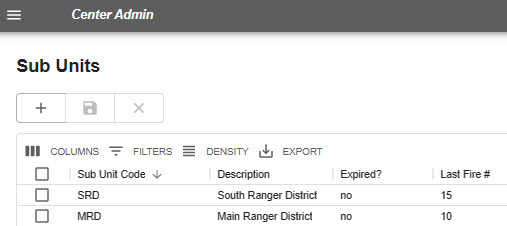 Center Admin
Sub Units
COLUMNS FILTERS DENSITY EXPORT
Sub Unit Code Description Expired? Last Fire #
SRD South Ranger District no 15
MRD Main Ranger District no 10